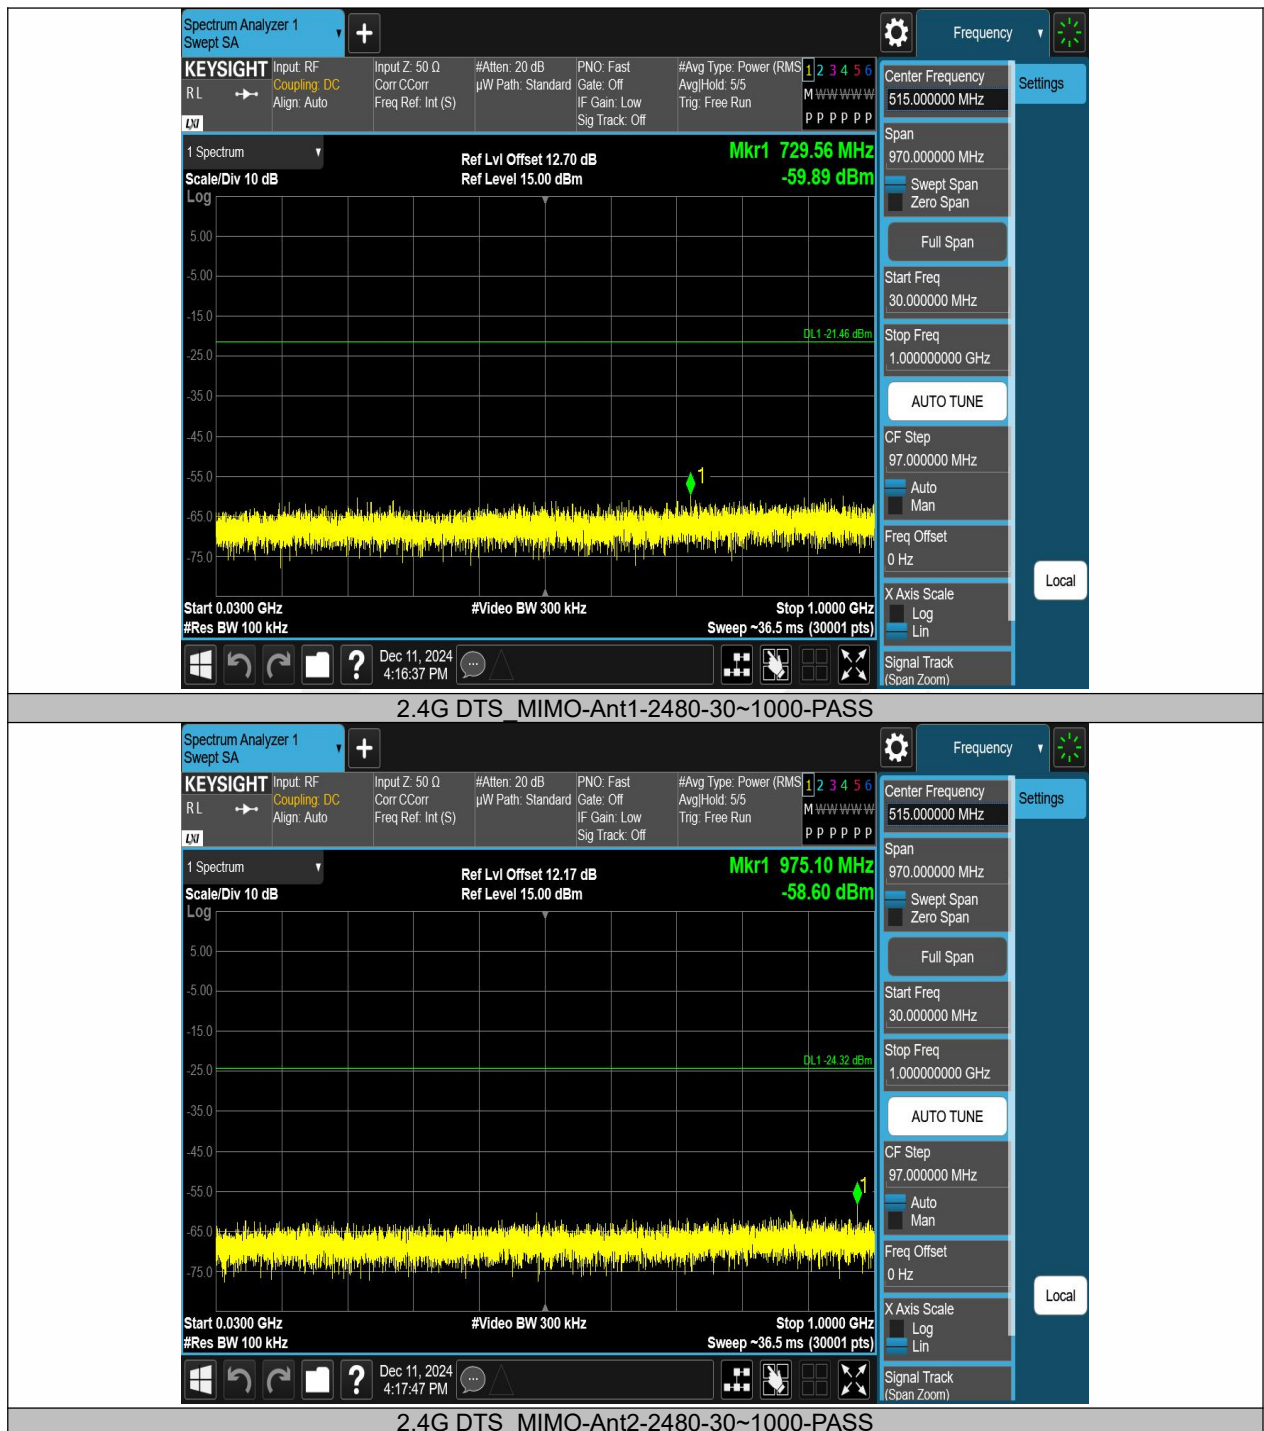 Spectrum Analyzer 1
Swept SA
Frequency
KEYSIGHT
R L
LXI
Input: RF
Coupling: DC
Align: Auto
Input Z: 50 Ω
Corr CCorr
Freq Ref: Int (S)
#Atten: 20 dB
µW Path: Standard
PNO: Fast
Gate: Off
IF Gain: Low
Sig Track: Off
#Avg Type: Power (RMS
Avg|Hold: 5/5
Trig: Free Run
1 2 3 4 5 6
M W W W W W
P P P P P P
Center Frequency
515.000000 MHz
Settings
Span
970.000000 MHz
Swept Span
Zero Span
Full Span
Start Freq
30.000000 MHz
Stop Freq
1.000000000 GHz
AUTO TUNE
CF Step
97.000000 MHz
Auto
Man
Freq Offset
0 Hz
X Axis Scale
Log
Lin
Signal Track
(Span Zoom)
Local
1 Spectrum
Scale/Div 10 dB
Log
Ref Lvl Offset 12.70 dB
Ref Level 15.00 dBm
Mkr1 729.56 MHz
-59.89 dBm
5.00
-5.00
-15.0
DL1 -21.46 dBm
-25.0
-35.0
-45.0
-55.0
1
-65.0
-75.0
Start 0.0300 GHz
#Res BW 100 kHz
#Video BW 300 kHz
Stop 1.0000 GHz
Sweep ~36.5 ms (30001 pts)
?
Dec 11, 2024
4:16:37 PM
2.4G DTS_MIMO-Ant1-2480-30~1000-PASS
Spectrum Analyzer 1
Swept SA
Frequency
KEYSIGHT
R L
LXI
Input: RF
Coupling: DC
Align: Auto
Input Z: 50 Ω
Corr CCorr
Freq Ref: Int (S)
#Atten: 20 dB
µW Path: Standard
PNO: Fast
Gate: Off
IF Gain: Low
Sig Track: Off
#Avg Type: Power (RMS
Avg|Hold: 5/5
Trig: Free Run
1 2 3 4 5 6
M W W W W W
P P P P P P
Center Frequency
515.000000 MHz
Settings
Span
970.000000 MHz
Swept Span
Zero Span
Full Span
Start Freq
30.000000 MHz
Stop Freq
1.000000000 GHz
AUTO TUNE
CF Step
97.000000 MHz
Auto
Man
Freq Offset
0 Hz
X Axis Scale
Log
Lin
Signal Track
(Span Zoom)
Local
1 Spectrum
Scale/Div 10 dB
Log
Ref Lvl Offset 12.17 dB
Ref Level 15.00 dBm
Mkr1 975.10 MHz
-58.60 dBm
5.00
-5.00
-15.0
DL1 -24.32 dBm
-25.0
-35.0
-45.0
-55.0
1
-65.0
-75.0
Start 0.0300 GHz
#Res BW 100 kHz
#Video BW 300 kHz
Stop 1.0000 GHz
Sweep ~36.5 ms (30001 pts)
?
Dec 11, 2024
4:17:47 PM
2.4G DTS_MIMO-Ant2-2480-30~1000-PASS